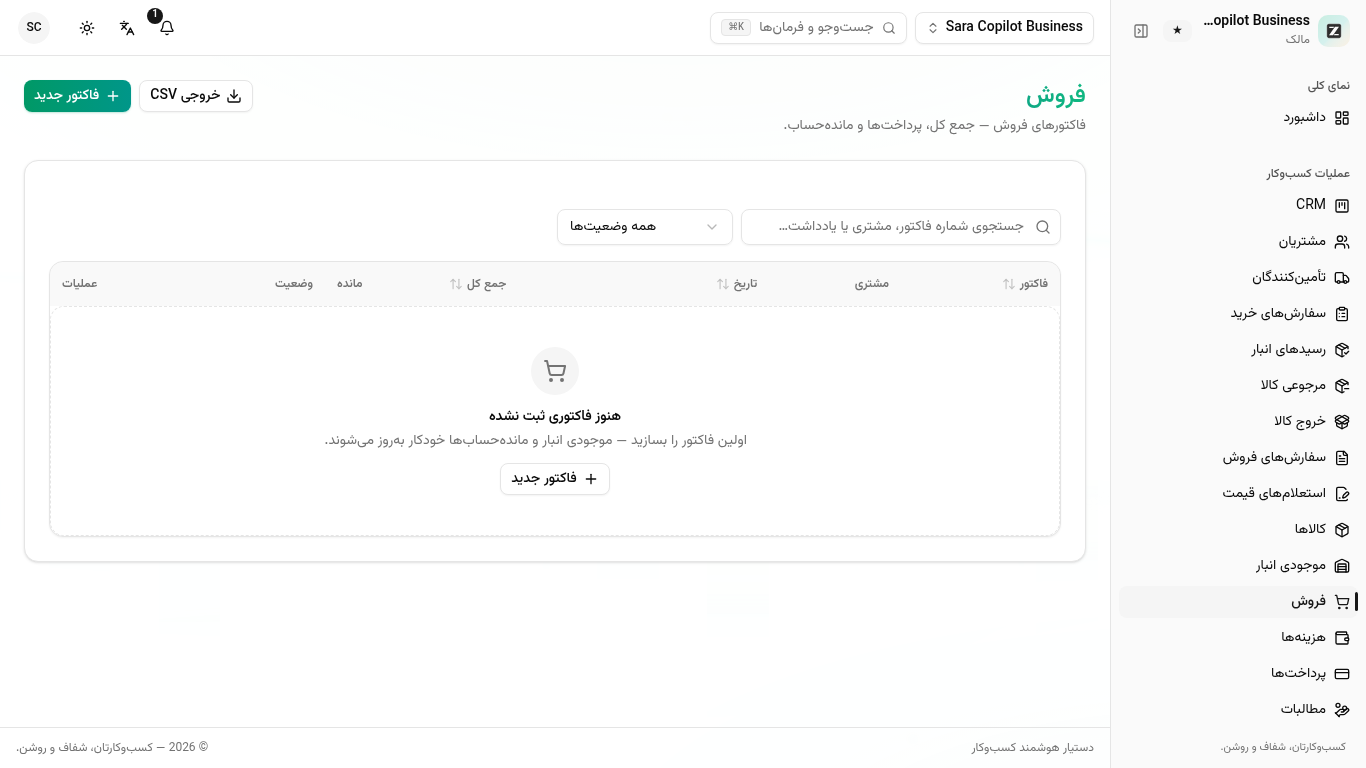 …opilot Business
مالک
★
نمای کلی
داشبورد
عملیات کسب‌وکار
CRM
مشتریان
تأمین‌کنندگان
سفارش‌های خرید
رسیدهای انبار
مرجوعی کالا
خروج کالا
سفارش‌های فروش
استعلام‌های قیمت
کالاها
موجودی انبار
فروش
هزینه‌ها
پرداخت‌ها
مطالبات
کسب‌وکارتان، شفاف و روشن.
Sara Copilot Business
جست‌وجو و فرمان‌ها
⌘K
1
SC
فروش
فاکتورهای فروش — جمع کل، پرداخت‌ها و مانده‌حساب.
خروجی CSV
فاکتور جدید
جستجوی شماره فاکتور، مشتری یا یادداشت…
همه وضعیت‌ها
فاکتور مشتری تاریخ جمع کل مانده وضعیت عملیات
هنوز فاکتوری ثبت نشده
اولین فاکتور را بسازید — موجودی انبار و مانده‌حساب‌ها خودکار به‌روز می‌شوند.
فاکتور جدید
دستیار هوشمند کسب‌وکار
© 2026 — کسب‌وکارتان، شفاف و روشن.